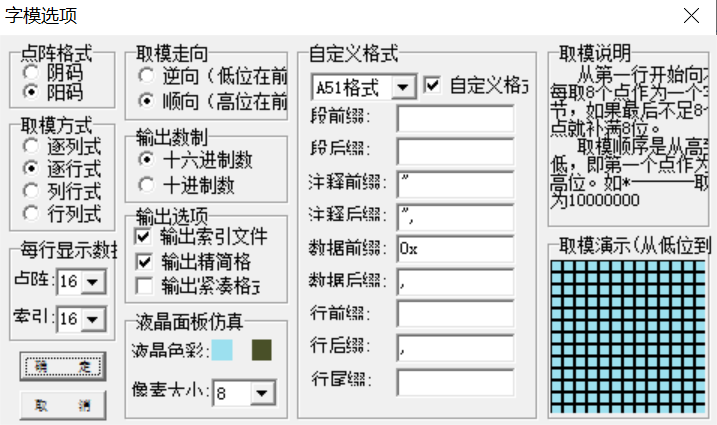 字模选项
点阵格式
阴码
阳码
取模方式
逐列式
逐行式
列行式
行列式
每行显示数
点阵: 16
索引: 16
确 定
取 消
取模走向
逆向（低位在前
顺向（高位在前
输出数制
十六进制数
十进制数
输出选项
输出索引文件
输出精简格
输出紧凑格
液晶面板仿真
液晶色彩:
像素大小: 8
自定义格式
A51格式
自定义格
段前缀:
段后缀:
注释前缀: "
注释后缀: ",
数据前缀: 0x
数据后缀: ,
行前缀:
行后缀: ,
行尾缀:
取模说明
从第一行开始向
每取8个点作为一个
节，如果最后不足8
点就补满8位。
取模顺序是从高
低，即第一个点作为
高位。如*———————取
为10000000
取模演示(从低位到